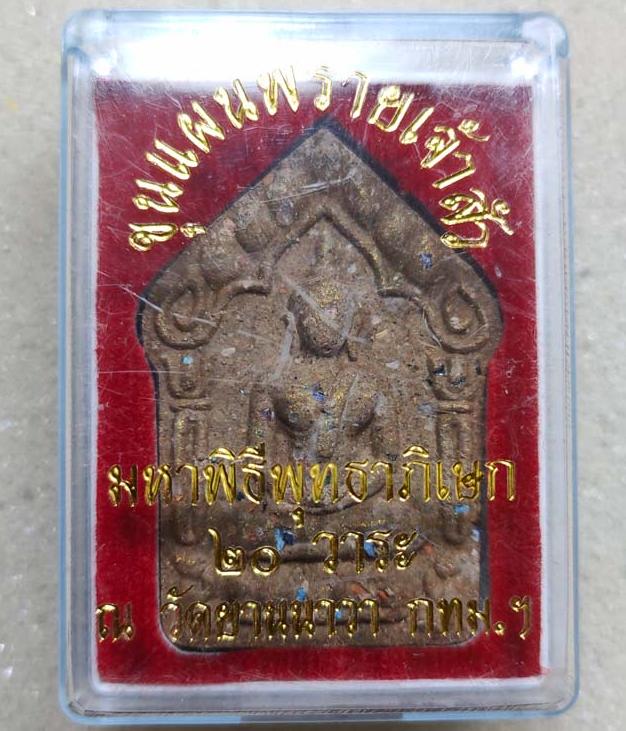 ขุนแผนพรายเจ้าสัว
มหาพิธีพุทธาภิเษก
๒๐ วาระ
ณ วัดยานนาวา กทม.ฯ